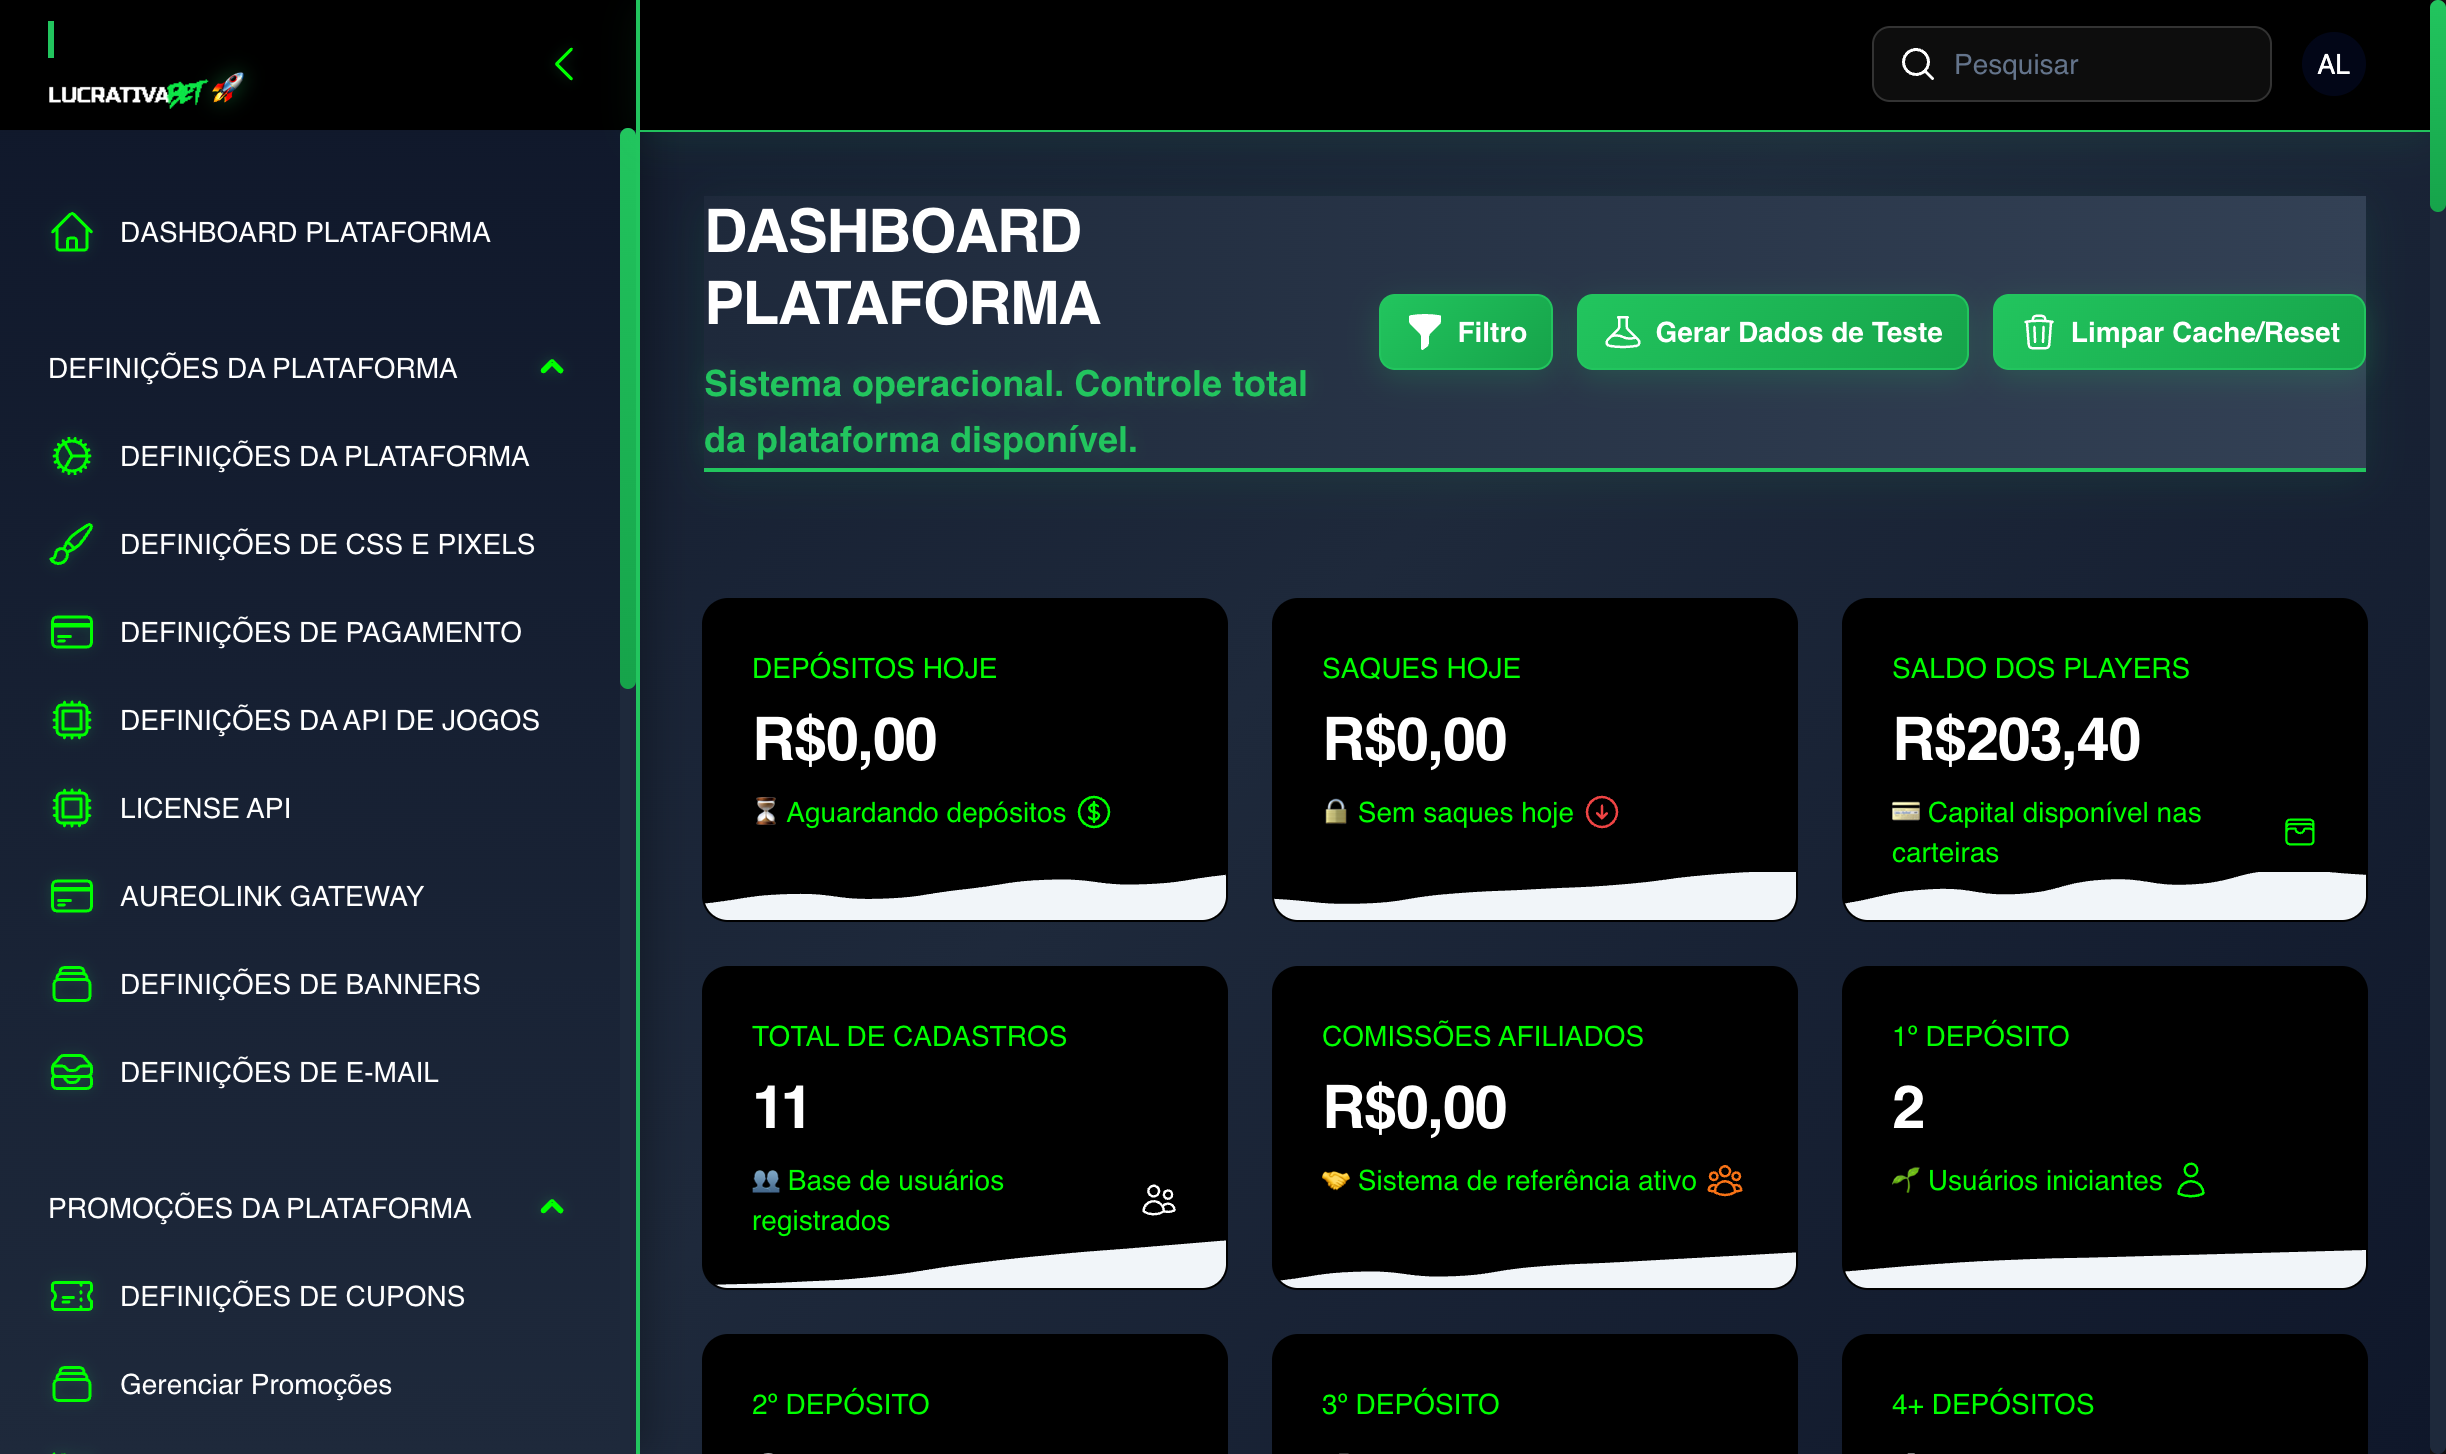 LUCRATIVABET
Pesquisar
AL
DASHBOARD PLATAFORMA
DEFINIÇÕES DA PLATAFORMA
DEFINIÇÕES DA PLATAFORMA
DEFINIÇÕES DE CSS E PIXELS
DEFINIÇÕES DE PAGAMENTO
DEFINIÇÕES DA API DE JOGOS
LICENSE API
AUREOLINK GATEWAY
DEFINIÇÕES DE BANNERS
DEFINIÇÕES DE E-MAIL
PROMOÇÕES DA PLATAFORMA
DEFINIÇÕES DE CUPONS
Gerenciar Promoções
DASHBOARD
PLATAFORMA
Sistema operacional. Controle total
da plataforma disponível.
Filtro
Gerar Dados de Teste
Limpar Cache/Reset
DEPÓSITOS HOJE
R$0,00
Aguardando depósitos
SAQUES HOJE
R$0,00
Sem saques hoje
SALDO DOS PLAYERS
R$203,40
Capital disponível nas
carteiras
TOTAL DE CADASTROS
11
Base de usuários
registrados
COMISSÕES AFILIADOS
R$0,00
Sistema de referência ativo
1º DEPÓSITO
2
Usuários iniciantes
2º DEPÓSITO
3º DEPÓSITO
4+ DEPÓSITOS